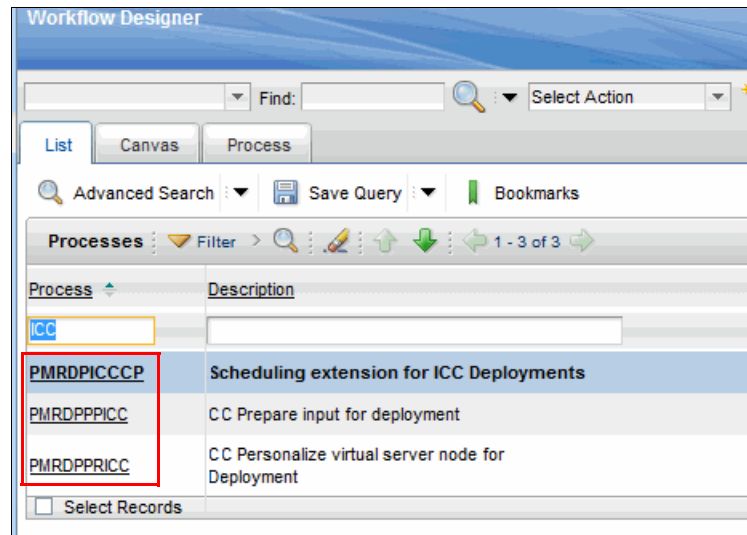 Workflow Designer
Find: Select Action
List Canvas Process
Advanced Search Save Query Bookmarks
Processes Filter > 1 - 3 of 3
Process Description
ICC
PMRDPICCCP Scheduling extension for ICC Deployments
PMRDPPPICC CC Prepare input for deployment
PMRDPPRICC CC Personalize virtual server node for
Deployment
Select Records